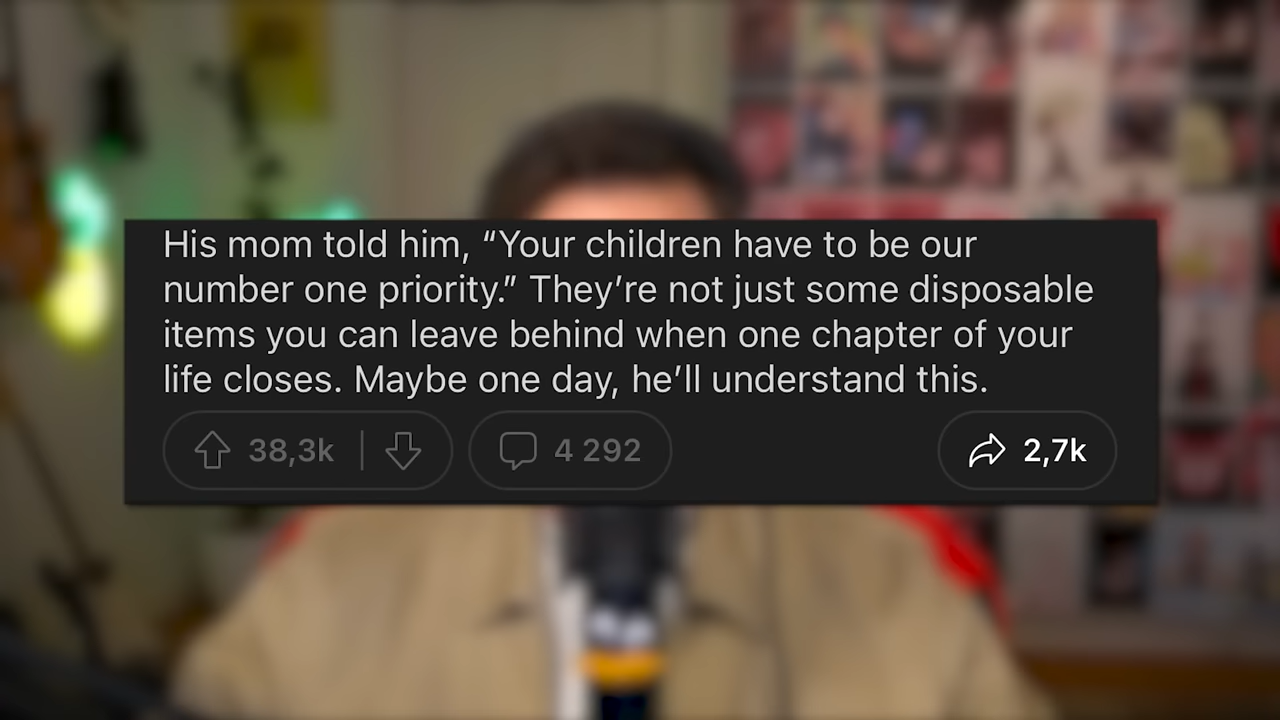 His mom told him, “Your children have to be our
number one priority.” They’re not just some disposable
items you can leave behind when one chapter of your
life closes. Maybe one day, he’ll understand this.
38,3k 4 292 2,7k